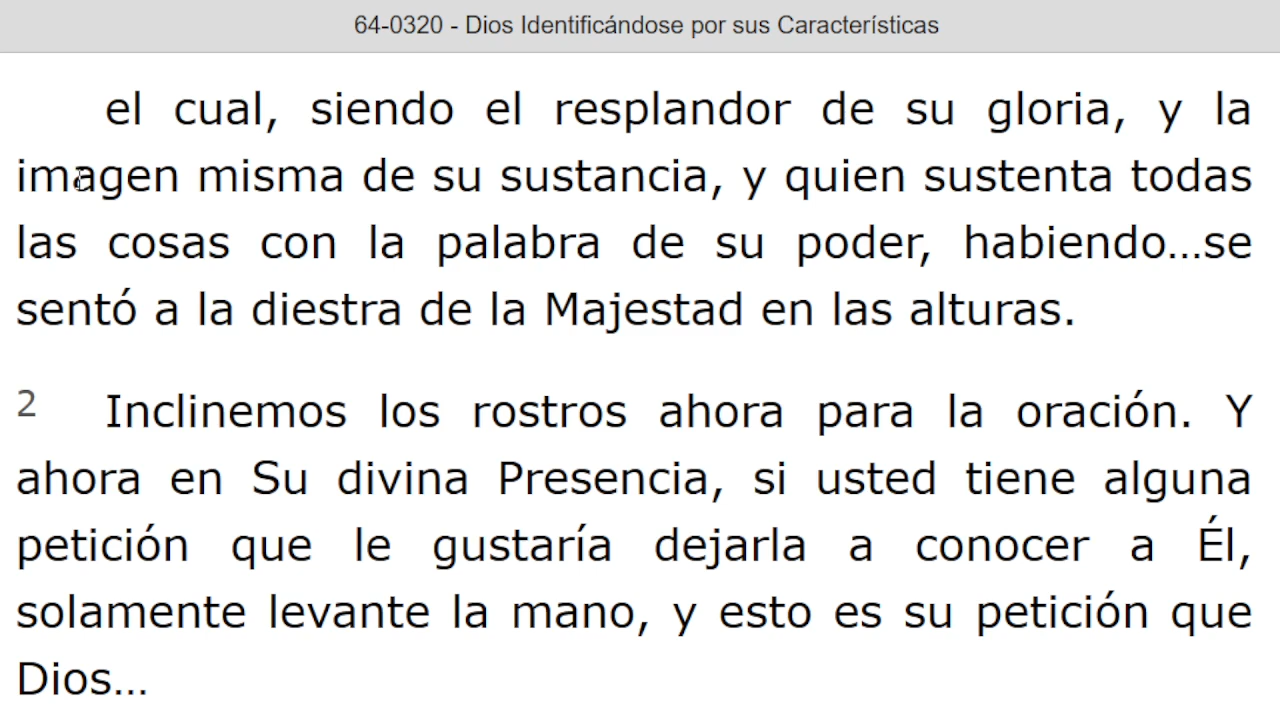 64-0320 - Dios Identificándose por sus Características
el cual, siendo el resplandor de su gloria, y la
imagen misma de su sustancia, y quien sustenta todas
las cosas con la palabra de su poder, habiendo...se
sentó a la diestra de la Majestad en las alturas.
2 Inclinemos los rostros ahora para la oración. Y
ahora en Su divina Presencia, si usted tiene alguna
petición que le gustaría dejarla a conocer a Él,
solamente levante la mano, y esto es su petición que
Dios...